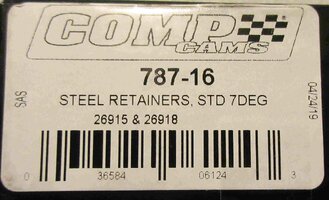 COMP
CAMS
787-16
STEEL RETAINERS, STD 7DEG
26915 & 26918
SAS
04/24/19
0 36584 06124 3